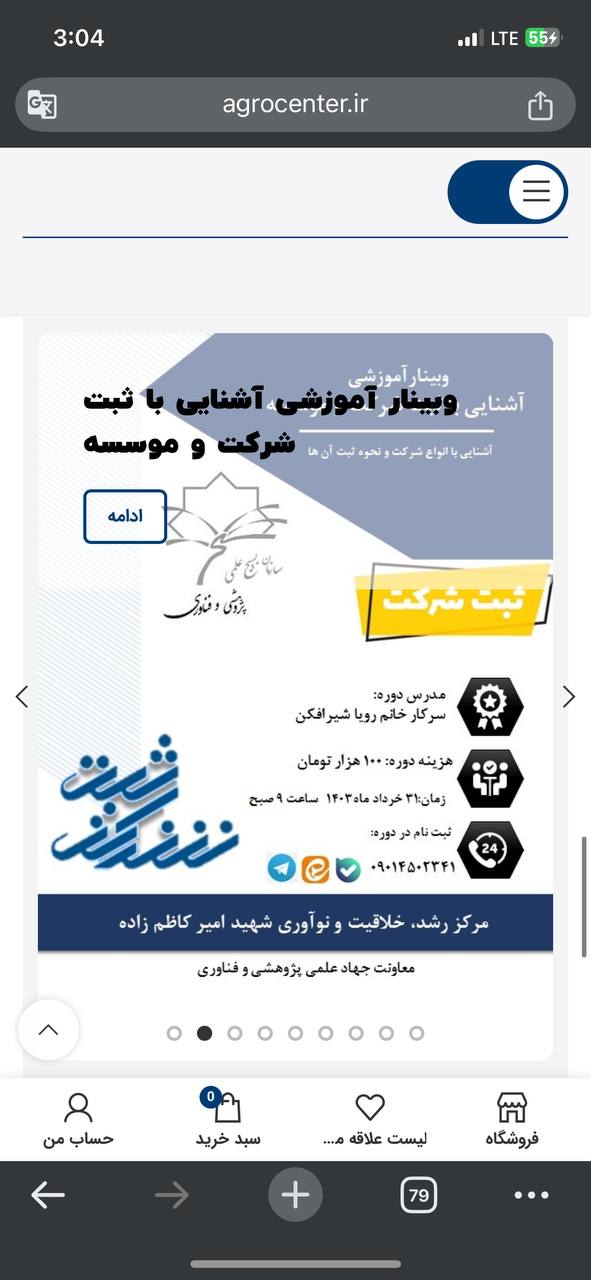 3:04
LTE 55
agrocenter.ir
وبینار آموزشی
آشنایی
آشنایی با انواع شرکت و نحوه ثبت آن ها
وبینار آموزشی آشنایی با ثبت
شرکت و موسسه
ادامه
سازمان بسیج علمی
پژوهشی و فناوری
ثبت شرکت
مدرس دوره:
سرکار خانم رویا شیرافکن
هزینه دوره: ۱۰۰ هزار تومان
زمان:۳۱ خرداد ماه ۱۴۰۳ ساعت ۹ صبح
ثبت نام در دوره:
۰۹۰۱۴۵۰۲۳۴۱
24
ثبت
شرکت
مرکز رشد، خلاقیت و نوآوری شهید امیر کاظم زاده
معاونت جهاد علمی پژوهشی و فناوری
فروشگاه
لیست علاقه م...
0
سبد خرید
حساب من
79